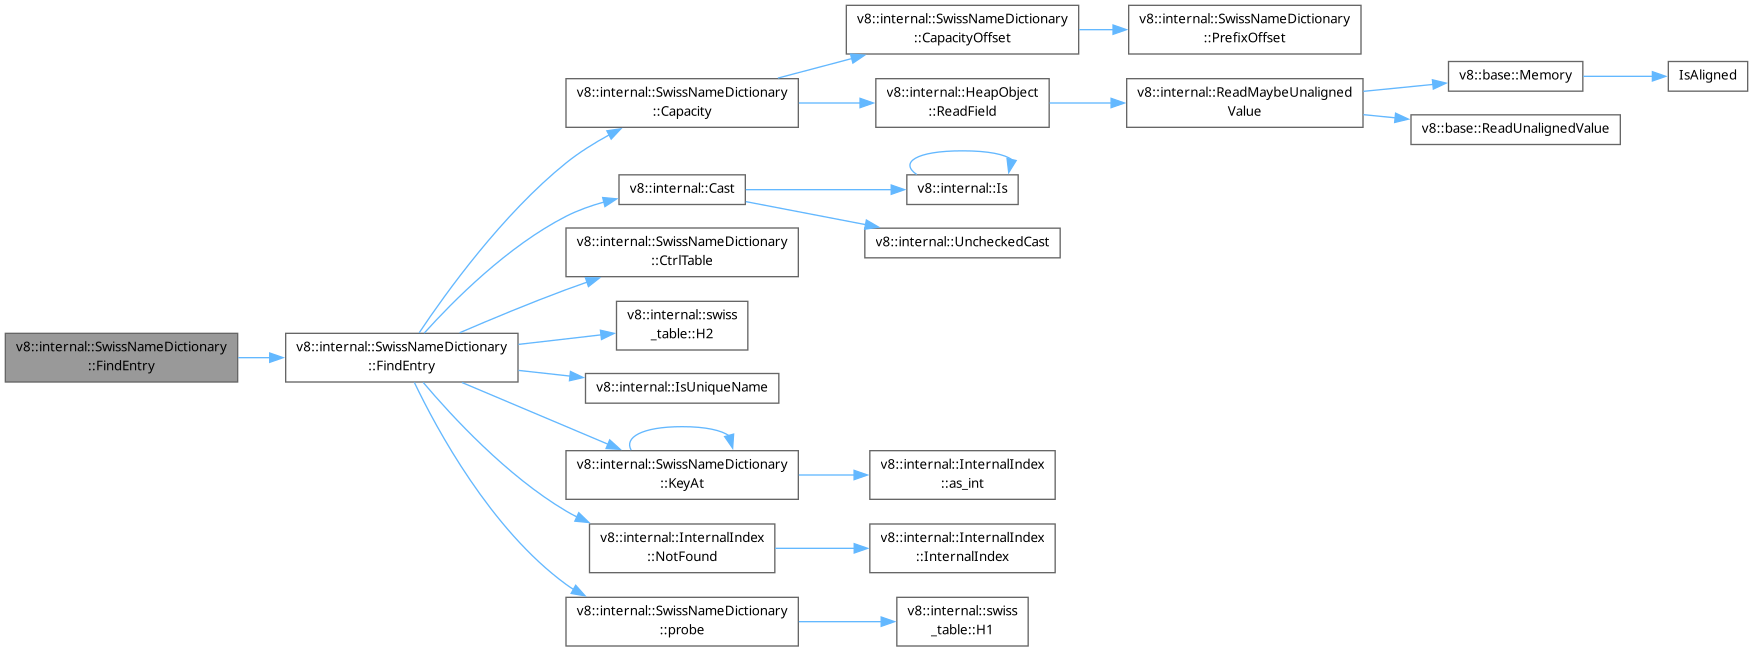 v8::internal::SwissNameDictionary
::FindEntry
v8::internal::SwissNameDictionary
::FindEntry
v8::internal::SwissNameDictionary
::Capacity
v8::internal::SwissNameDictionary
::CapacityOffset
v8::internal::SwissNameDictionary
::PrefixOffset
v8::internal::HeapObject
::ReadField
v8::internal::ReadMaybeUnaligned
Value
v8::base::Memory
IsAligned
v8::base::ReadUnalignedValue
v8::internal::Cast
v8::internal::Is
v8::internal::UncheckedCast
v8::internal::SwissNameDictionary
::CtrlTable
v8::internal::swiss
_table::H2
v8::internal::IsUniqueName
v8::internal::SwissNameDictionary
::KeyAt
v8::internal::InternalIndex
::as_int
v8::internal::InternalIndex
::NotFound
v8::internal::InternalIndex
::InternalIndex
v8::internal::SwissNameDictionary
::probe
v8::internal::swiss
_table::H1